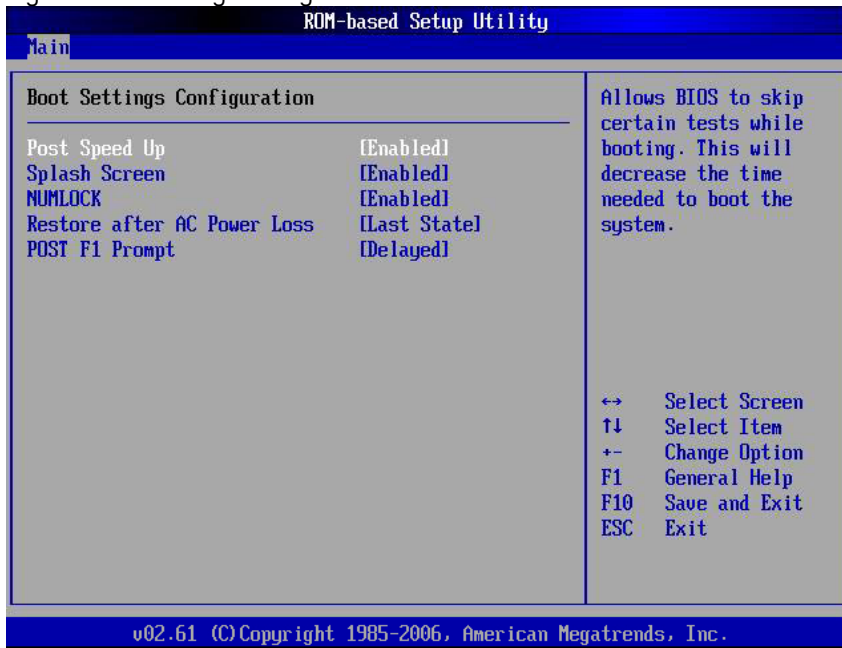 ROM-based Setup Utility
Main
Boot Settings Configuration
Post Speed Up [Enabled]
Splash Screen [Enabled]
NUMLOCK [Enabled]
Restore after AC Power Loss [Last State]
POST F1 Prompt [Delayed]
Allows BIOS to skip
certain tests while
booting. This will
decrease the time
needed to boot the
system.
↔ Select Screen
↑↓ Select Item
+- Change Option
F1 General Help
F10 Save and Exit
ESC Exit
v02.61 (C)Copyright 1985-2006, American Megatrends, Inc.